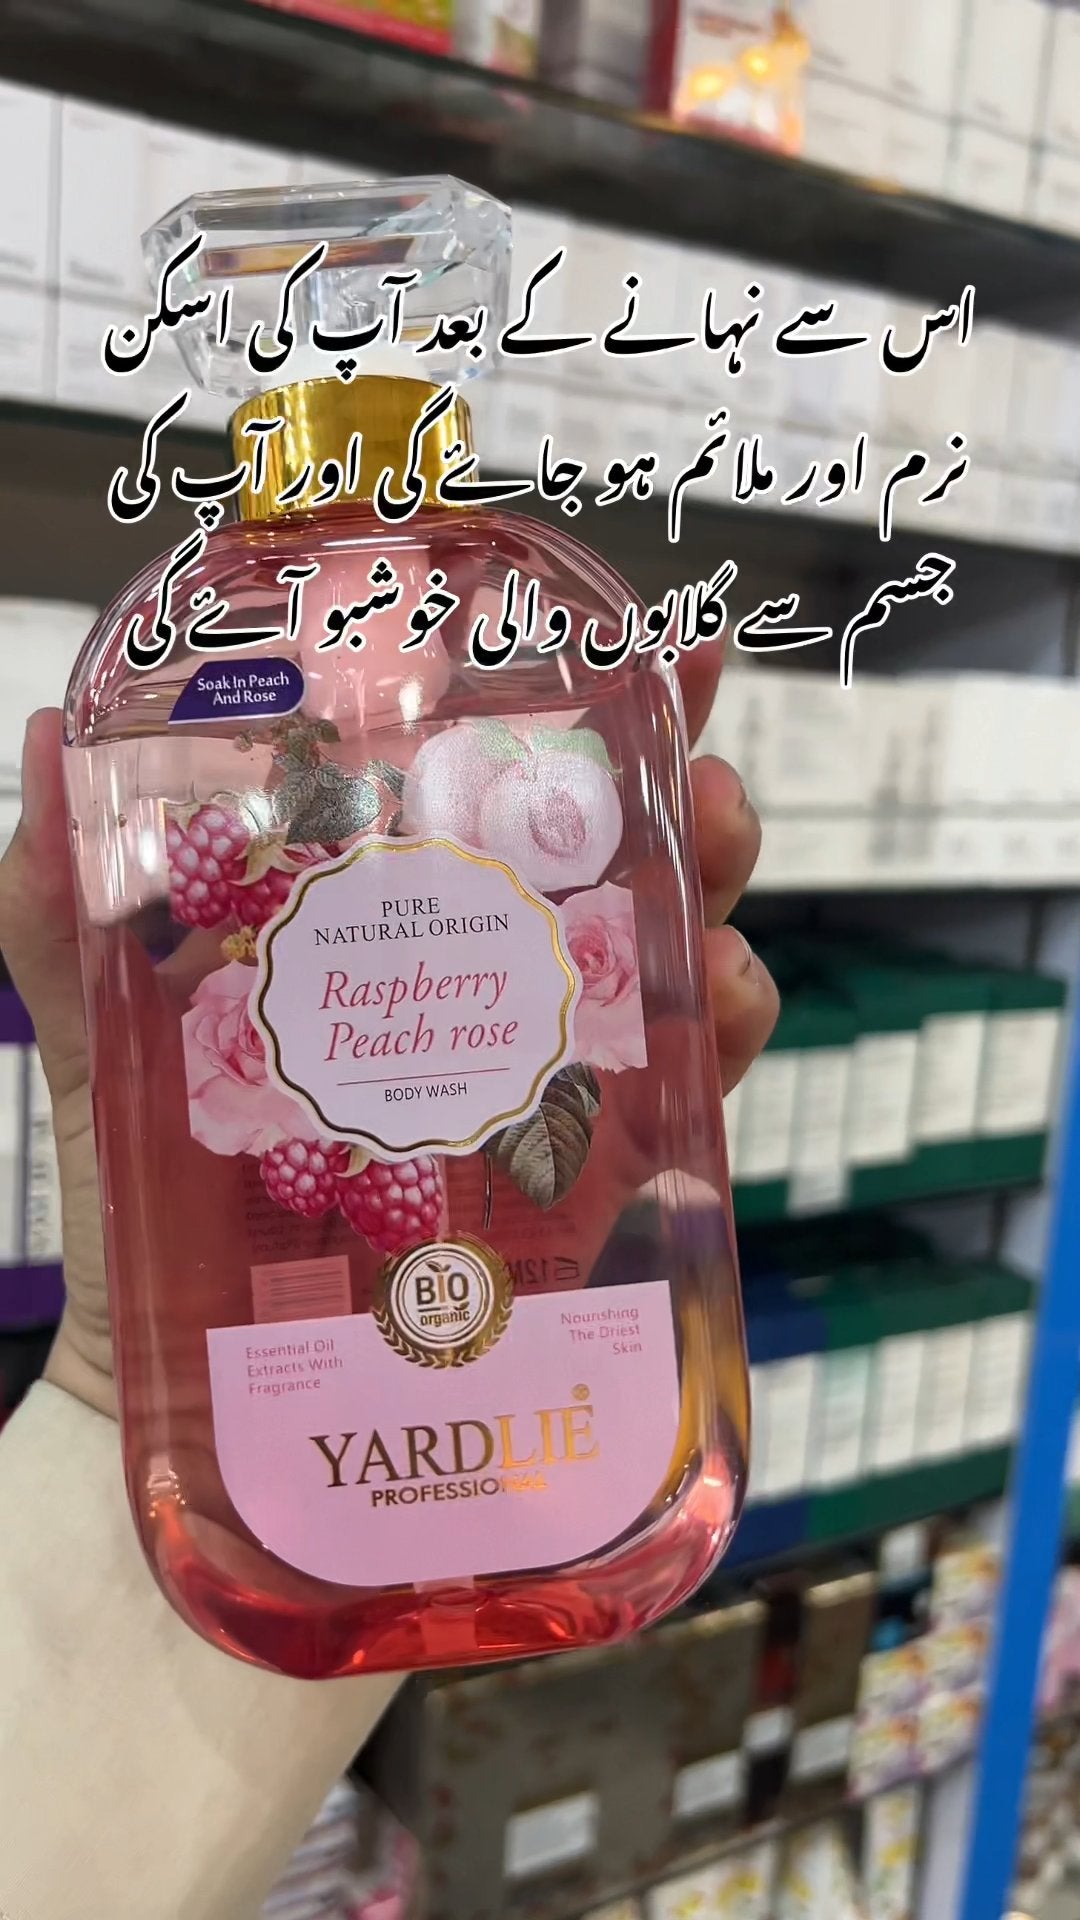 اس سے نہانے کے بعد آپ کی اسکن
نرم اور ملائم ہو جائے گی اور آپ کی
جسم سے گلابوں والی خوشبو آئے گی
Soak In Peach
And Rose
PURE
NATURAL ORIGIN
Raspberry
Peach rose
BODY WASH
BIO
organic
Essential Oil
Extracts With
Fragrance
Nourishing
The Driest
Skin
YARDLIE
PROFESSIONAL